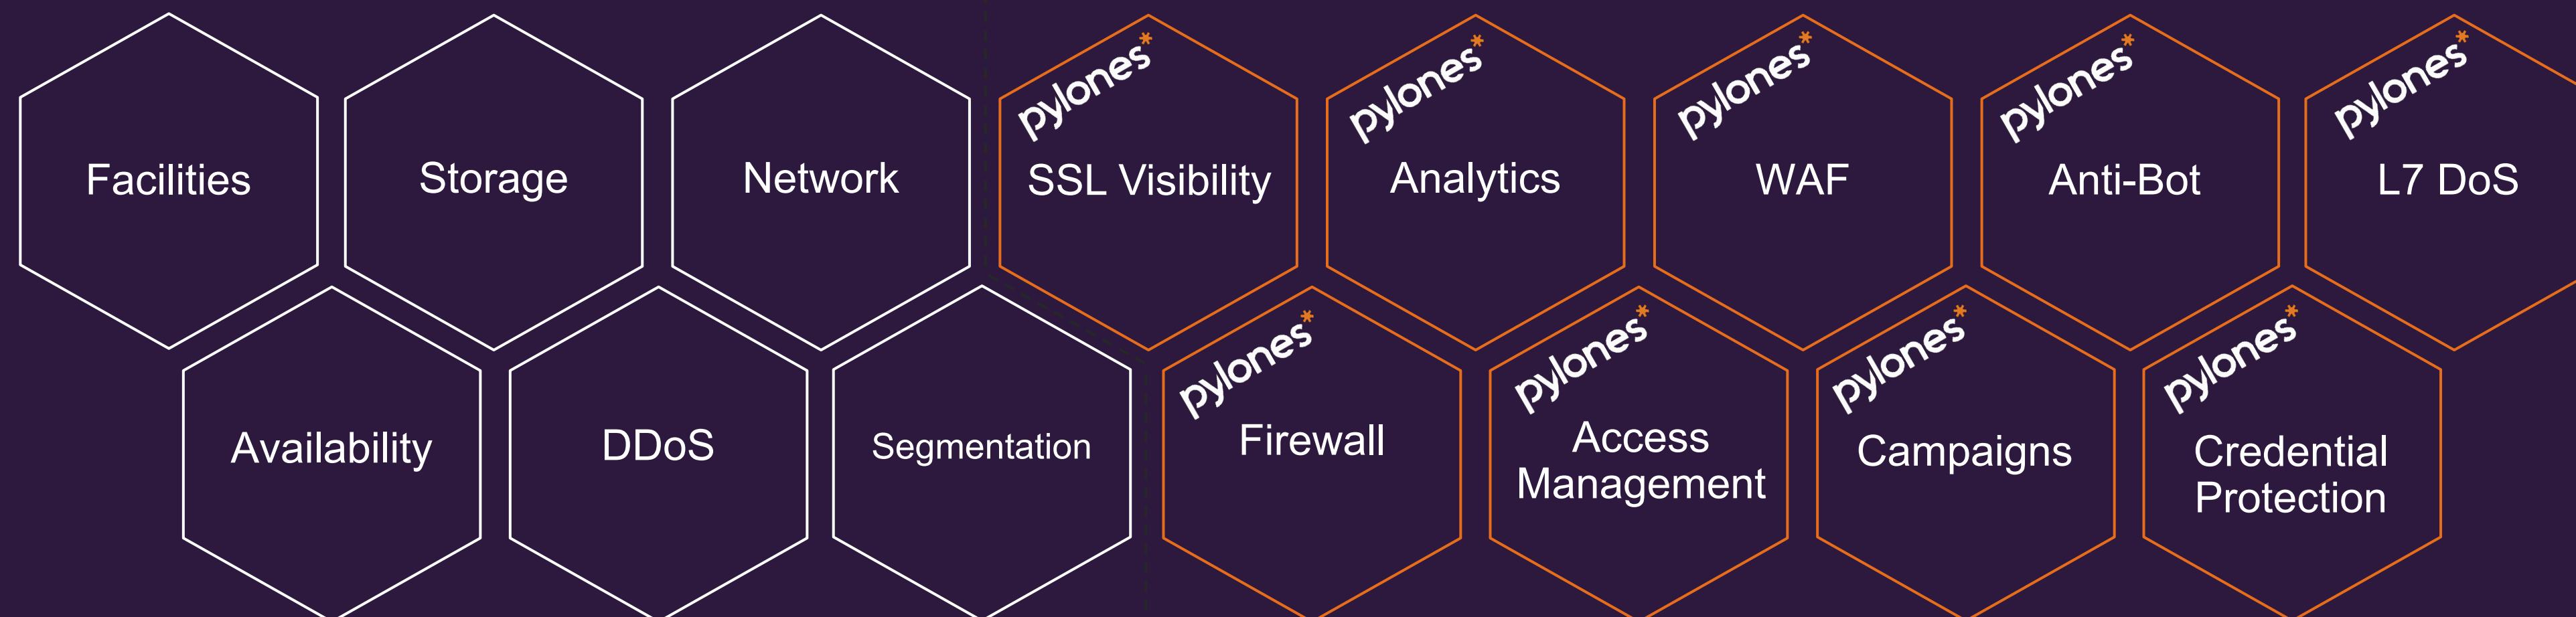 pylones*
pylones*
pylones*
pylones*
pylones*
Facilities
Storage
Network
SSL Visibility
Analytics
WAF
Anti-Bot
L7 DoS
pylones*
pylones*
pylones*
pylones*
Availability
DDoS
Segmentation
Firewall
Access
Management
Campaigns
Credential
Protection